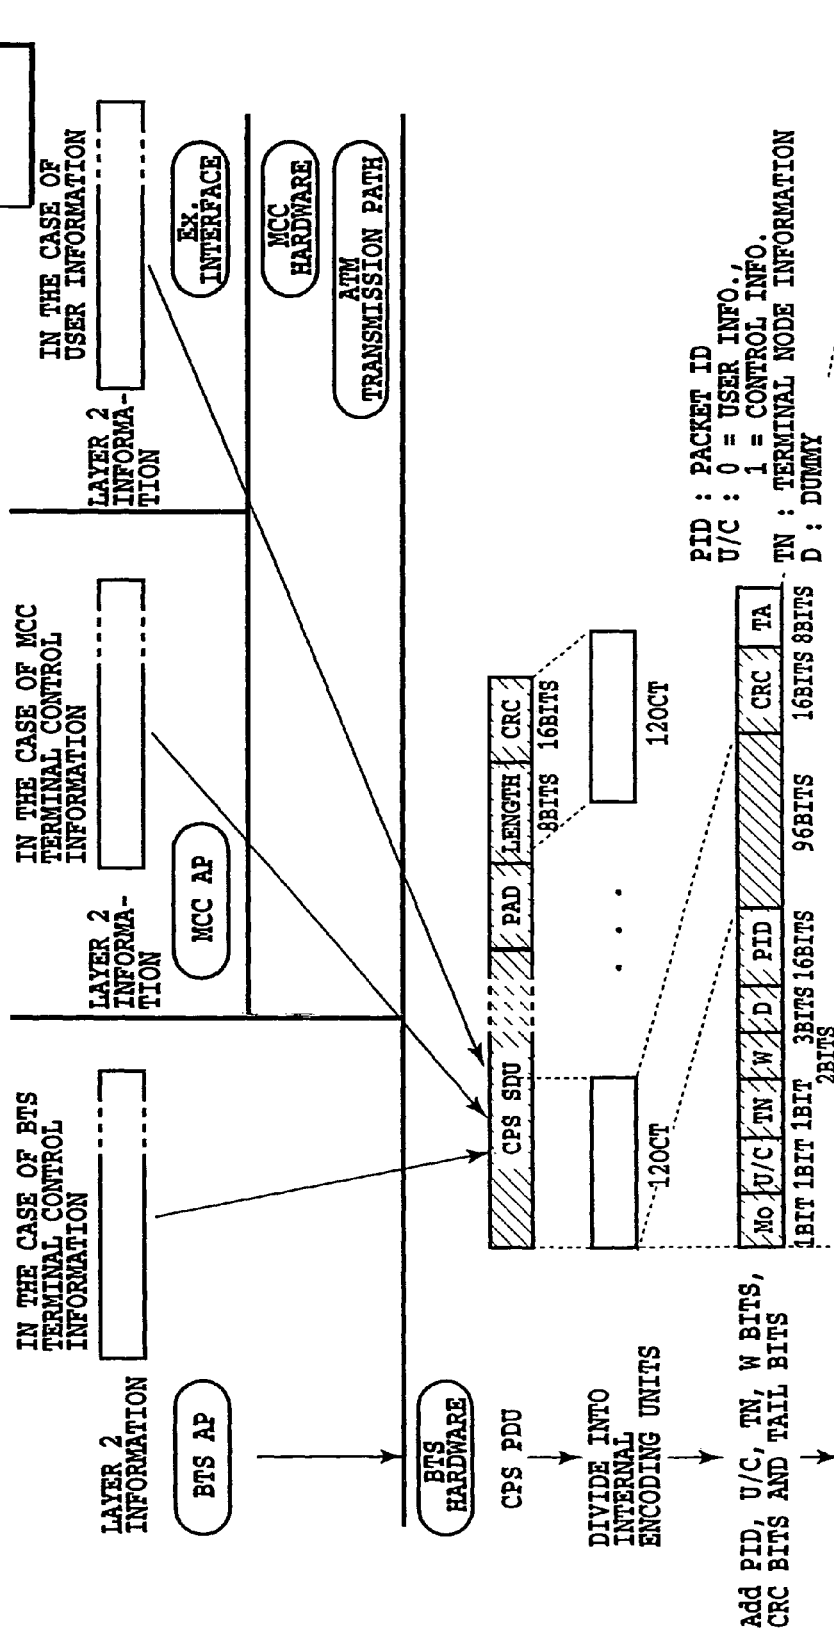 IN THE CASE OF BTS
TERMINAL CONTROL
INFORMATION
IN THE CASE OF MCC
TERMINAL CONTROL
INFORMATION
IN THE CASE OF
USER INFORMATION
LAYER 2
INFORMATION
LAYER 2
INFORMA-
TION
LAYER 2
INFORMA-
TION
BTS AP
MCC AP
Ex.
INTERFACE
MCC
HARDWARE
ATM
TRANSMISSION PATH
BTS
HARDWARE
CPS PDU
CPS SDU
PAD
LENGTH
CRC
8BITS
16BITS
DIVIDE INTO
INTERNAL
ENCODING UNITS
12OCT
. . .
12OCT
PID : PACKET ID
U/C : 0 = USER INFO.,
1 = CONTROL INFO.
TN : TERMINAL NODE INFORMATION
D : DUMMY
Add PID, U/C, TN, W BITS,
CRC BITS AND TAIL BITS
Mo U/C TN W D PID CRC TA
1BIT 1BIT 1BIT 3BITS 16BITS 96BITS 16BITS 8BITS
2BITS